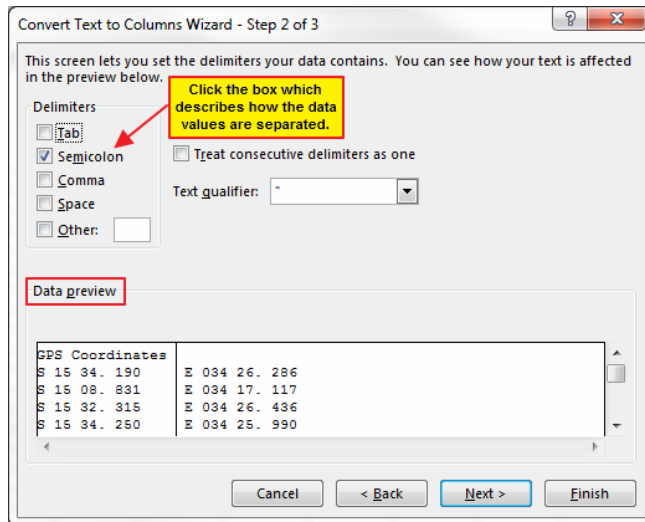 Convert Text to Columns Wizard - Step 2 of 3
This screen lets you set the delimiters your data contains. You can see how your text is affected
in the preview below.
Click the box which
describes how the data
values are separated.
Delimiters
Tab
Semicolon
Comma
Space
Other:
Treat consecutive delimiters as one
Text qualifier: "
Data preview
GPS Coordinates
S 15 34. 190 E 034 26. 286
S 15 08. 831 E 034 17. 117
S 15 32. 315 E 034 26. 436
S 15 34. 250 E 034 25. 990
Cancel < Back Next > Finish